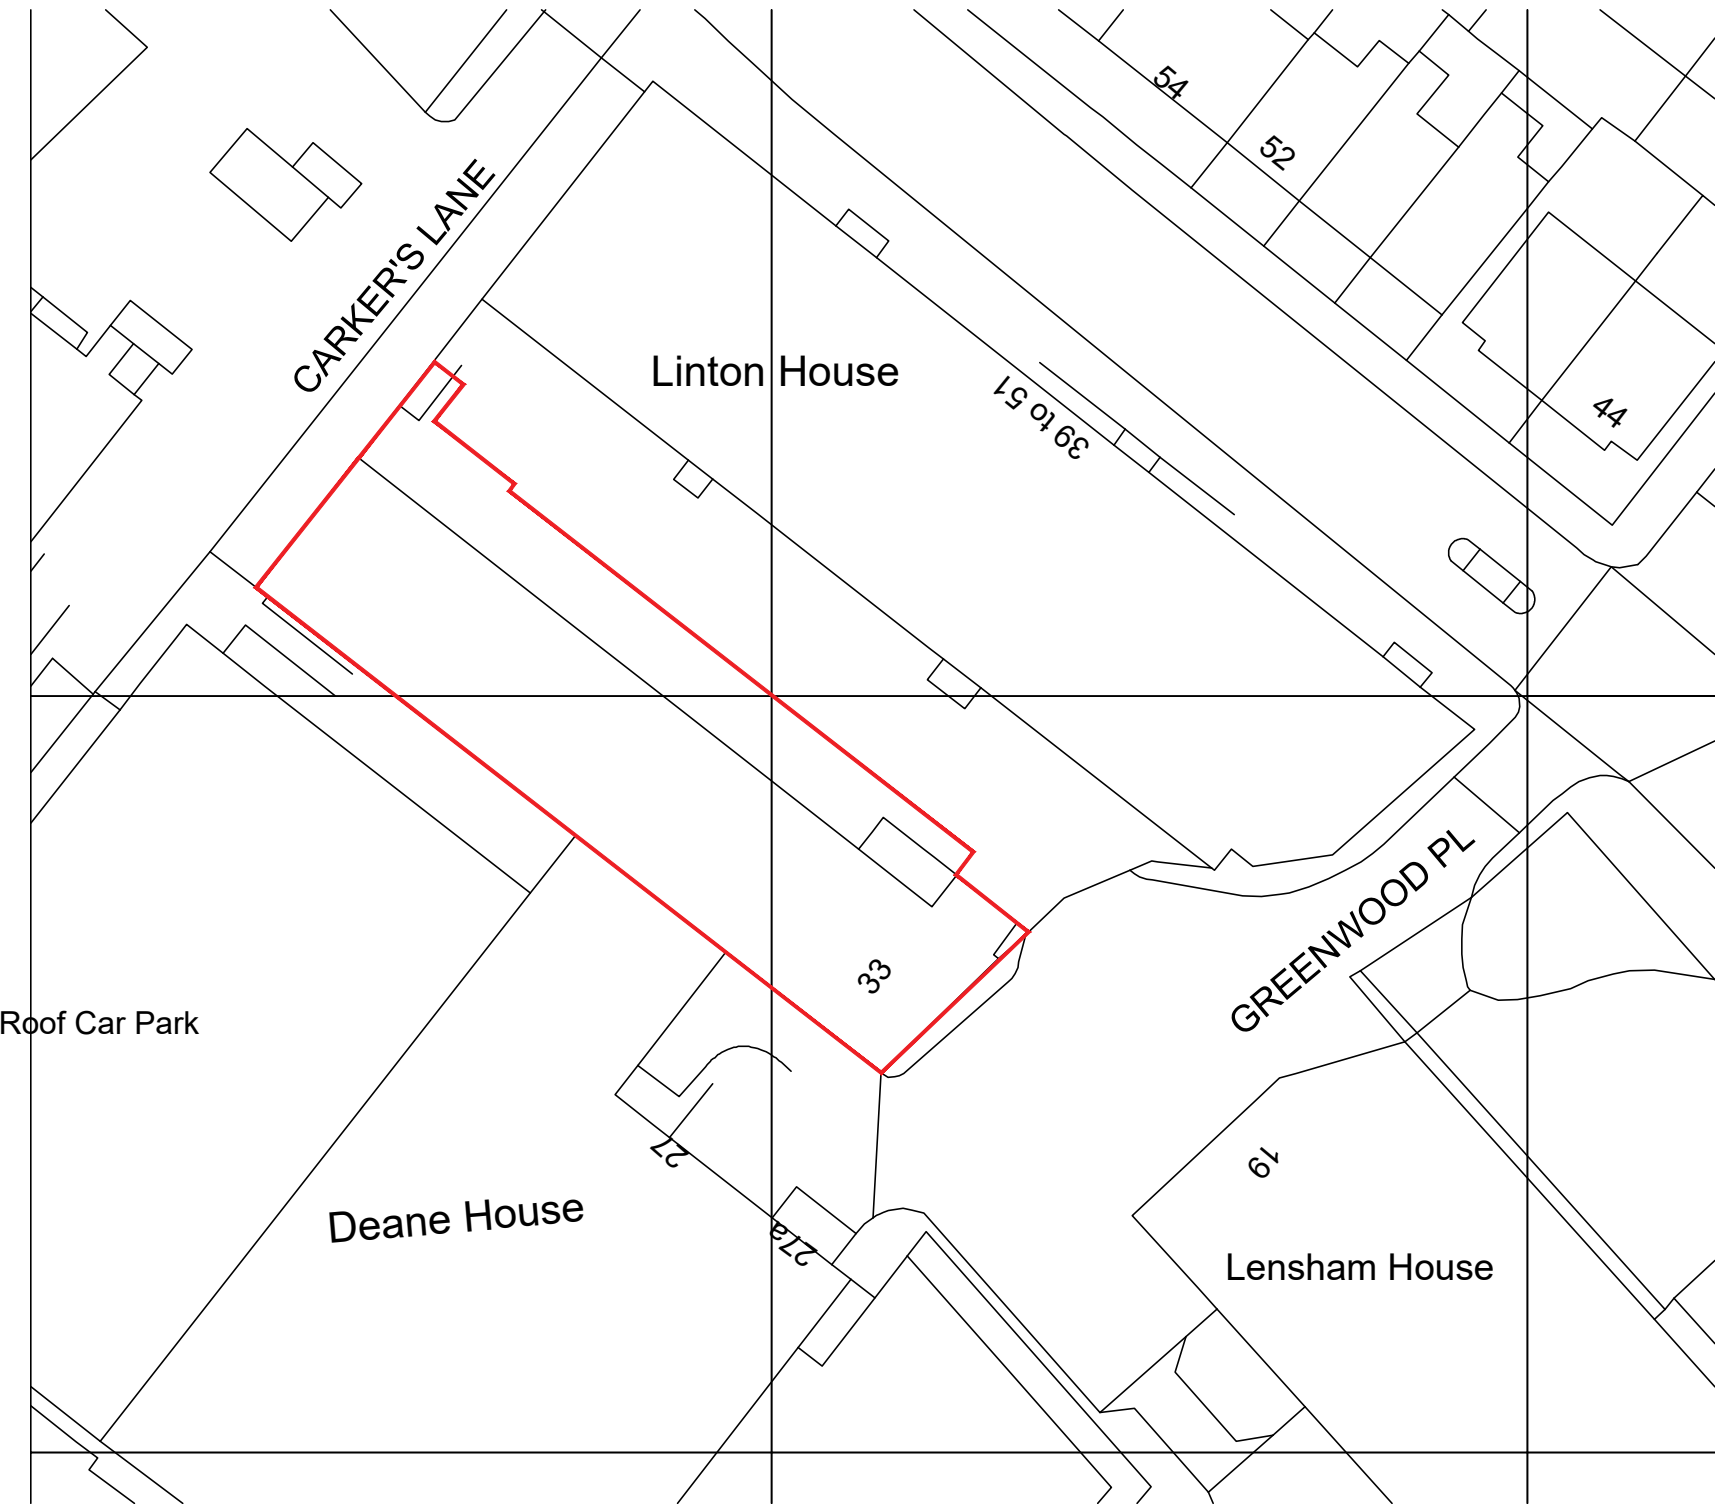 54
52
CARKER'S LANE
Linton House
39 to 51
44
GREENWOOD PL
33
Roof Car Park
27
19
Deane House
27a
Lensham House